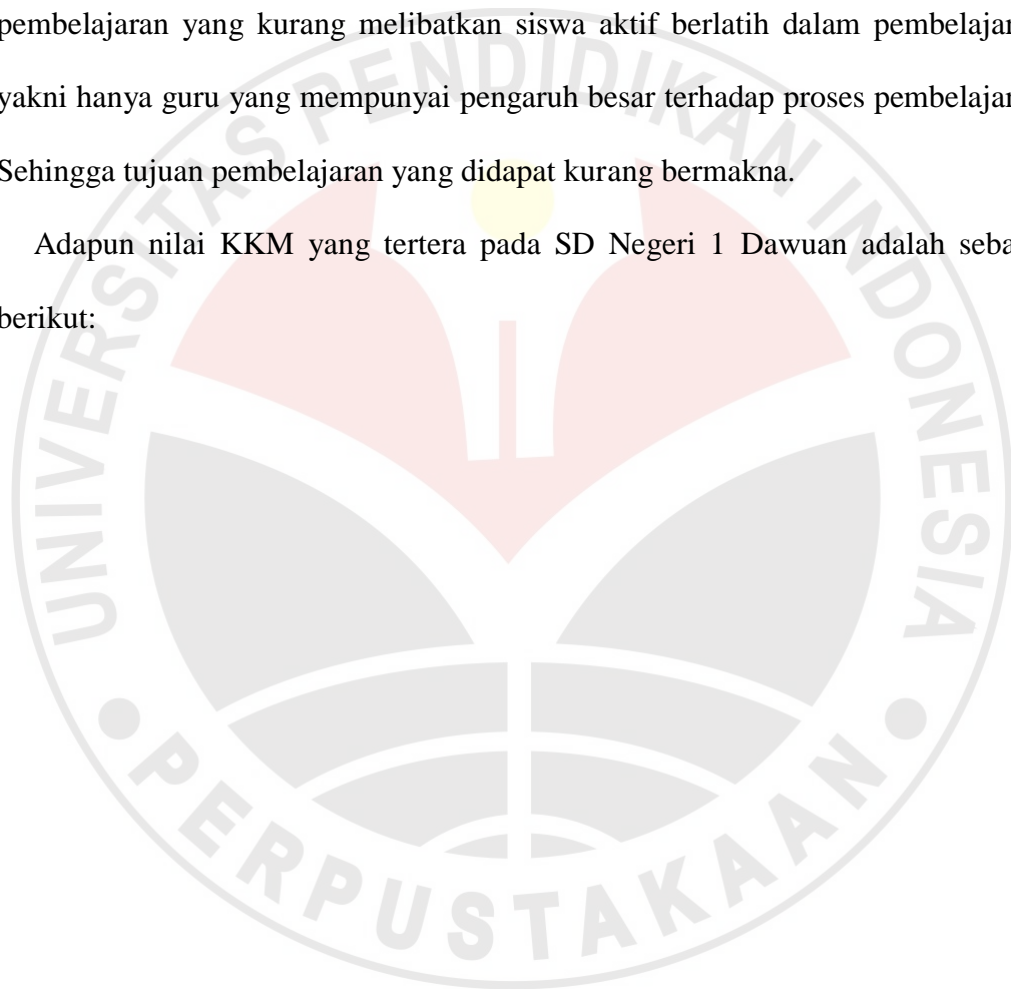 pembelajaran yang kurang melibatkan siswa aktif berlatih dalam pembelajar
yakni hanya guru yang mempunyai pengaruh besar terhadap proses pembelajar
Sehingga tujuan pembelajaran yang didapat kurang bermakna.
Adapun nilai KKM yang tertera pada SD Negeri 1 Dawuan adalah seba
berikut:
UNIVERSITAS PENDIDIKAN INDONESIA
PERPUSTAKAAN